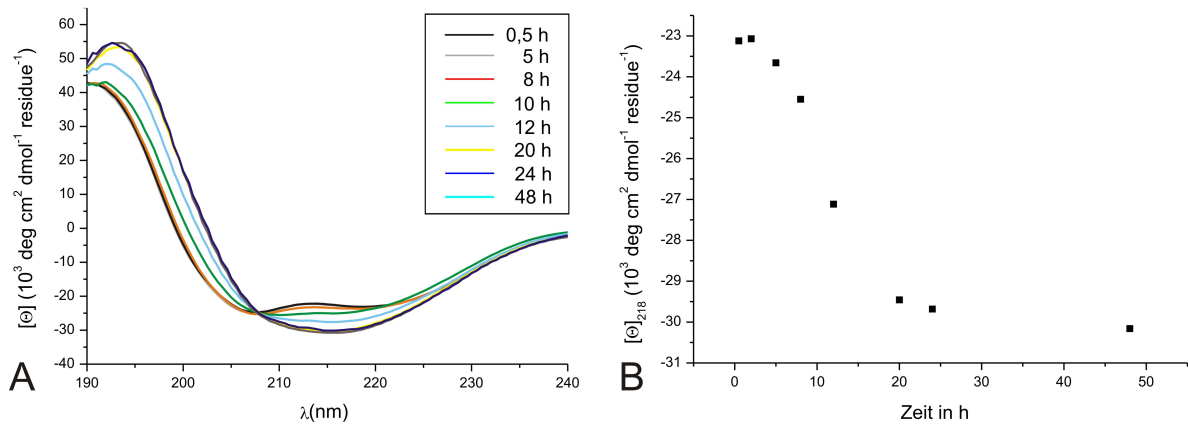 60
50
40
30
20
10
0
-10
-20
-30
-40
[Θ] (10³ deg cm² dmol⁻¹ residue⁻¹)
190
200
210
220
230
240
λ(nm)
A
0,5 h
5 h
8 h
10 h
12 h
20 h
24 h
48 h
-23
-24
-25
-26
-27
-28
-29
-30
-31
[Θ]₂₁₈ (10³ deg cm² dmol⁻¹ residue⁻¹)
0
10
20
30
40
50
Zeit in h
B